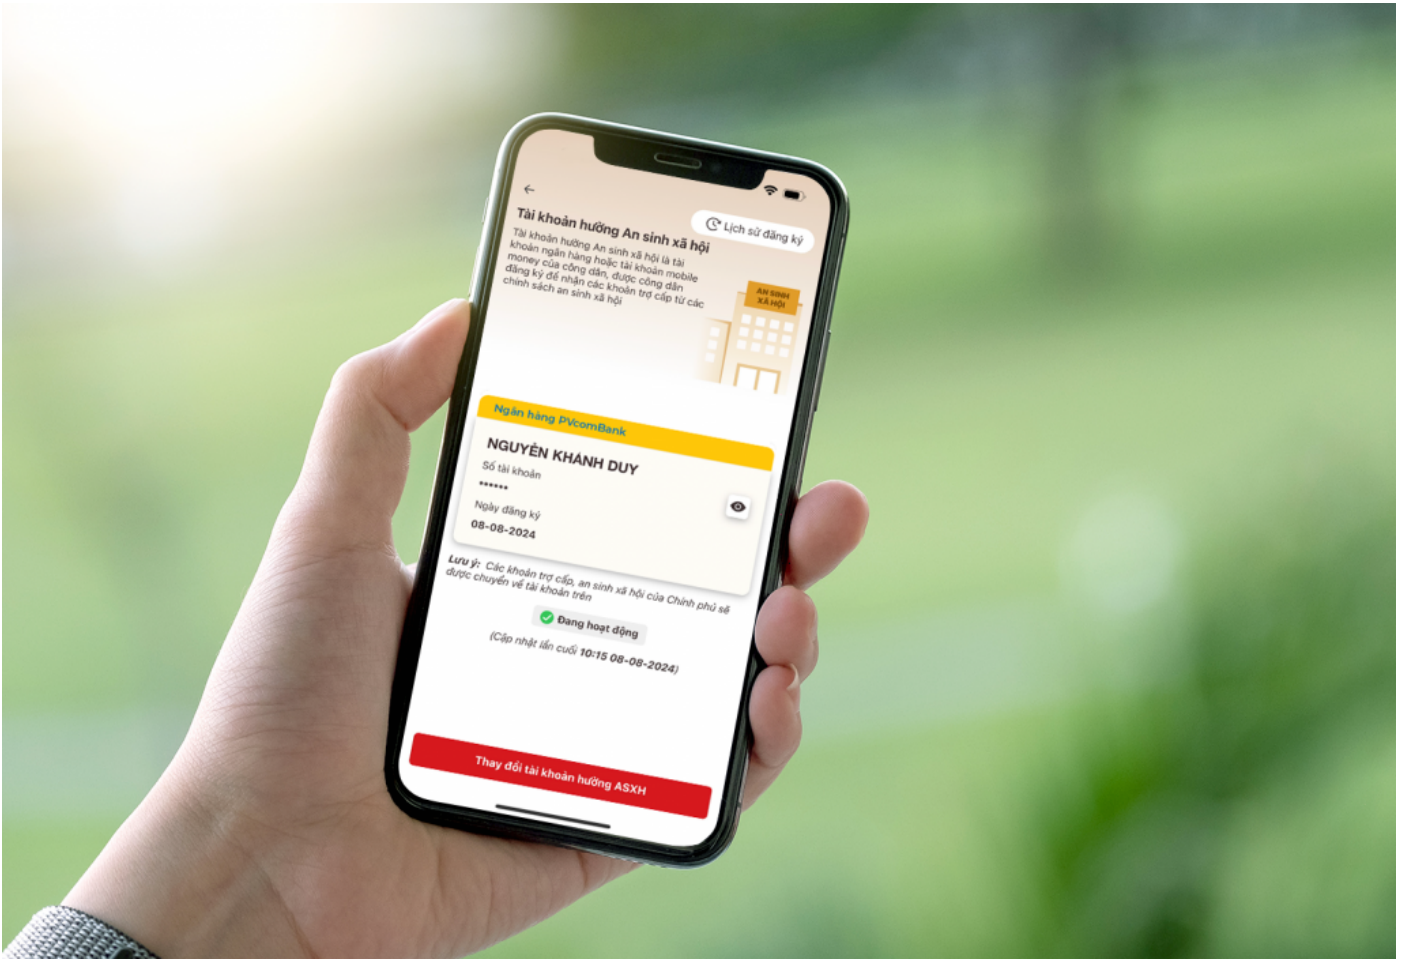 Tài khoản hưởng An sinh xã hội
Lịch sử đăng ký
Tài khoản hưởng An sinh xã hội là tài
khoản ngân hàng hoặc tài khoản mobile
money của công dân, được công dân
đăng ký để nhận các khoản trợ cấp từ các
chính sách an sinh xã hội
AN SINH
XÃ HỘI
Ngân hàng PVcomBank
NGUYỄN KHÁNH DUY
Số tài khoản
••••••
Ngày đăng ký
08-08-2024
Lưu ý: Các khoản trợ cấp, an sinh xã hội của Chính phủ sẽ
được chuyển về tài khoản trên
Đang hoạt động
(Cập nhật lần cuối 10:15 08-08-2024)
Thay đổi tài khoản hưởng ASXH